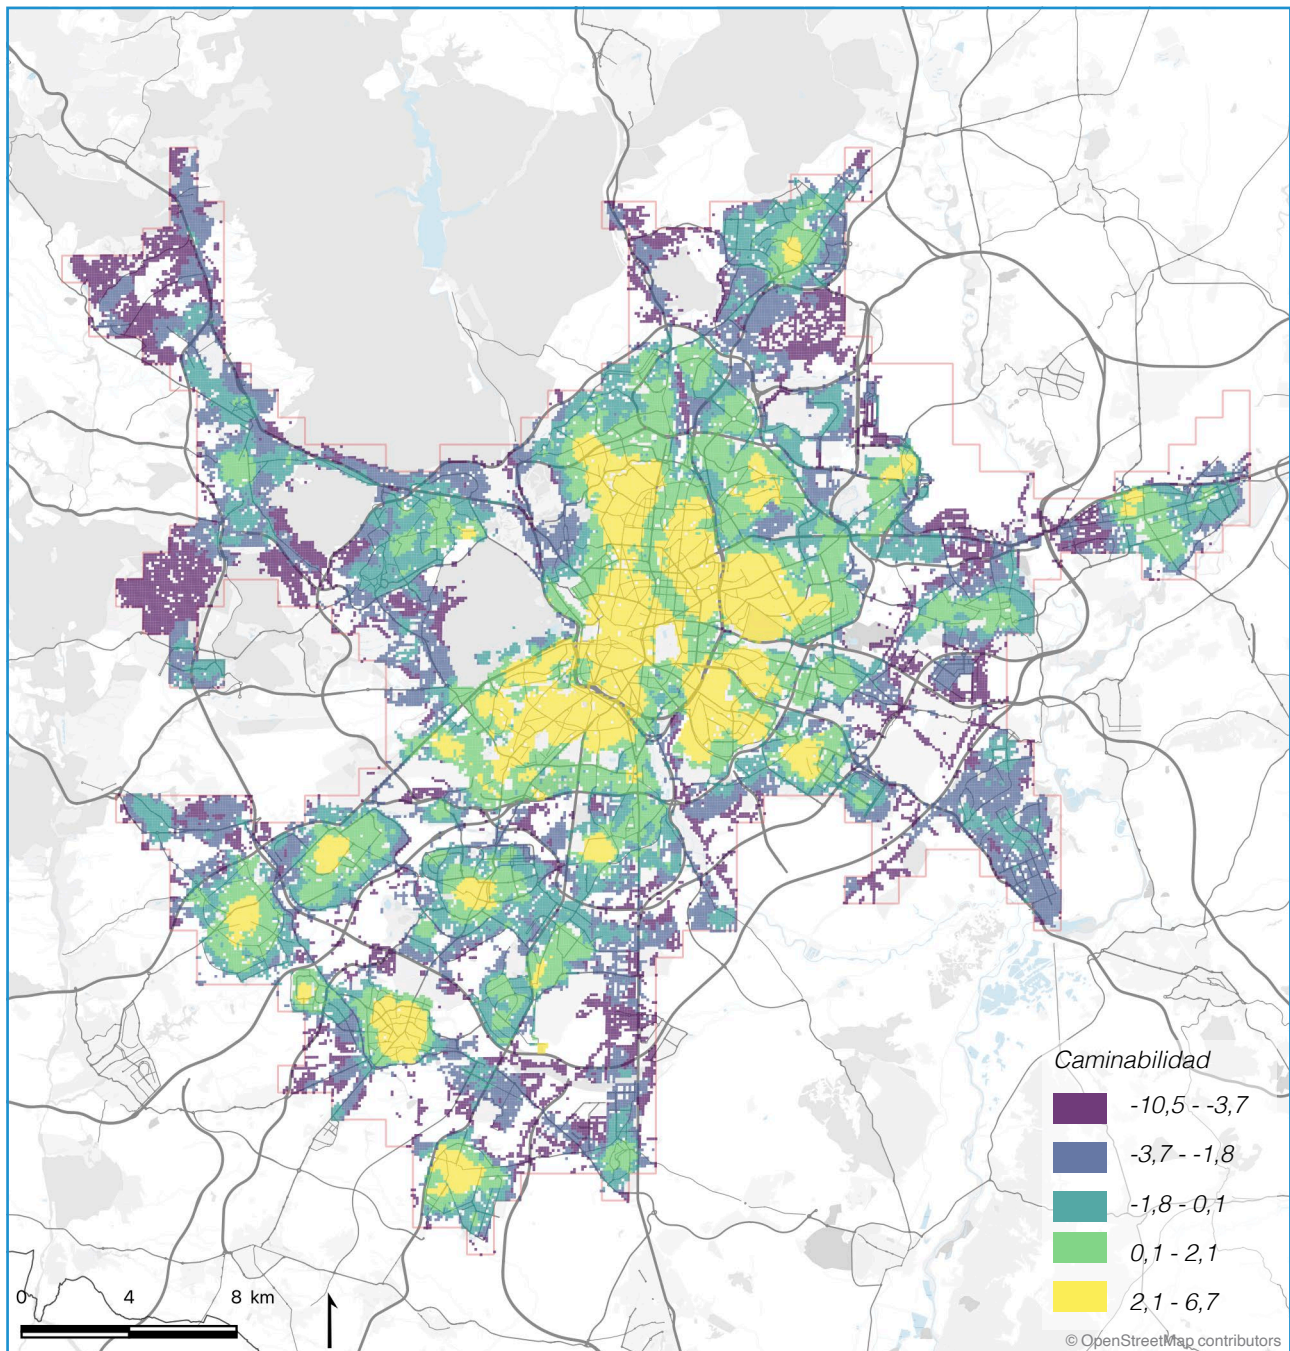 Caminabilidad
-10,5 - -3,7
-3,7 - -1,8
-1,8 - 0,1
0,1 - 2,1
2,1 - 6,7
0 4 8 km
© OpenStreetMap contributors